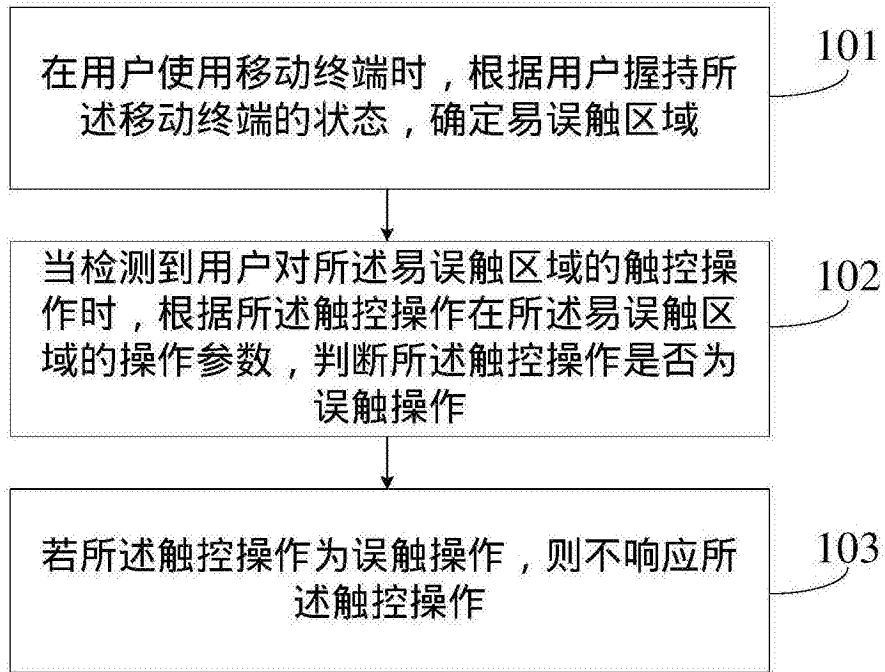 在用户使用移动终端时，根据用户握持所
述移动终端的状态，确定易误触区域
101
当检测到用户对所述易误触区域的触控操
作时，根据所述触控操作在所述易误触区
域的操作参数，判断所述触控操作是否为
误触操作
102
若所述触控操作为误触操作，则不响应所
述触控操作
103